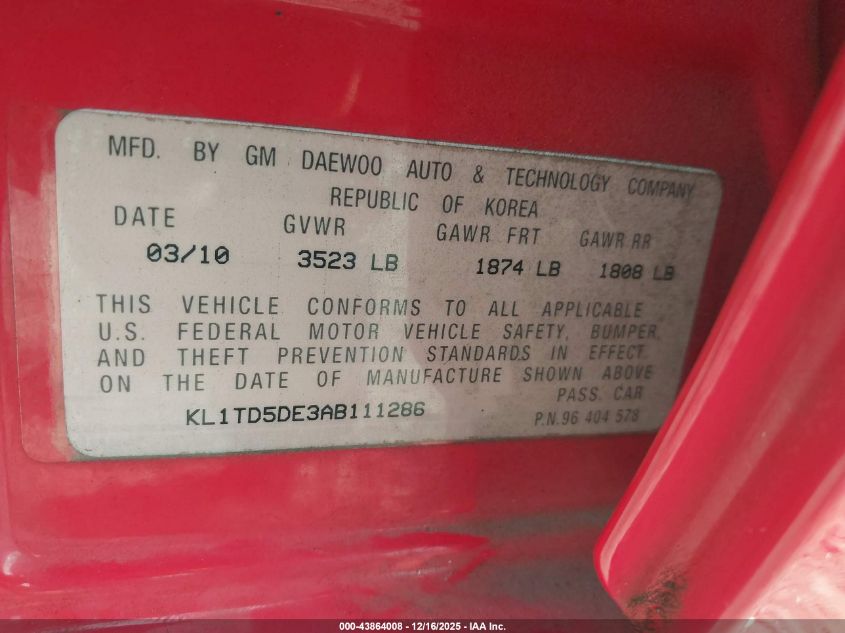 MFD. BY GM DAEWOO AUTO & TECHNOLOGY COMPANY
REPUBLIC OF KOREA
DATE GVWR GAWR FRT GAWR RR
03/10 3523 LB 1874 LB 1808 LB
THIS VEHICLE CONFORMS TO ALL APPLICABLE
U.S. FEDERAL MOTOR VEHICLE SAFETY, BUMPER,
AND THEFT PREVENTION STANDARDS IN EFFECT
ON THE DATE OF MANUFACTURE SHOWN ABOVE
PASS. CAR
KL1TD5DE3AB111286 P.N.96 404 578
000-43864008 - 12/16/2025 - IAA Inc.